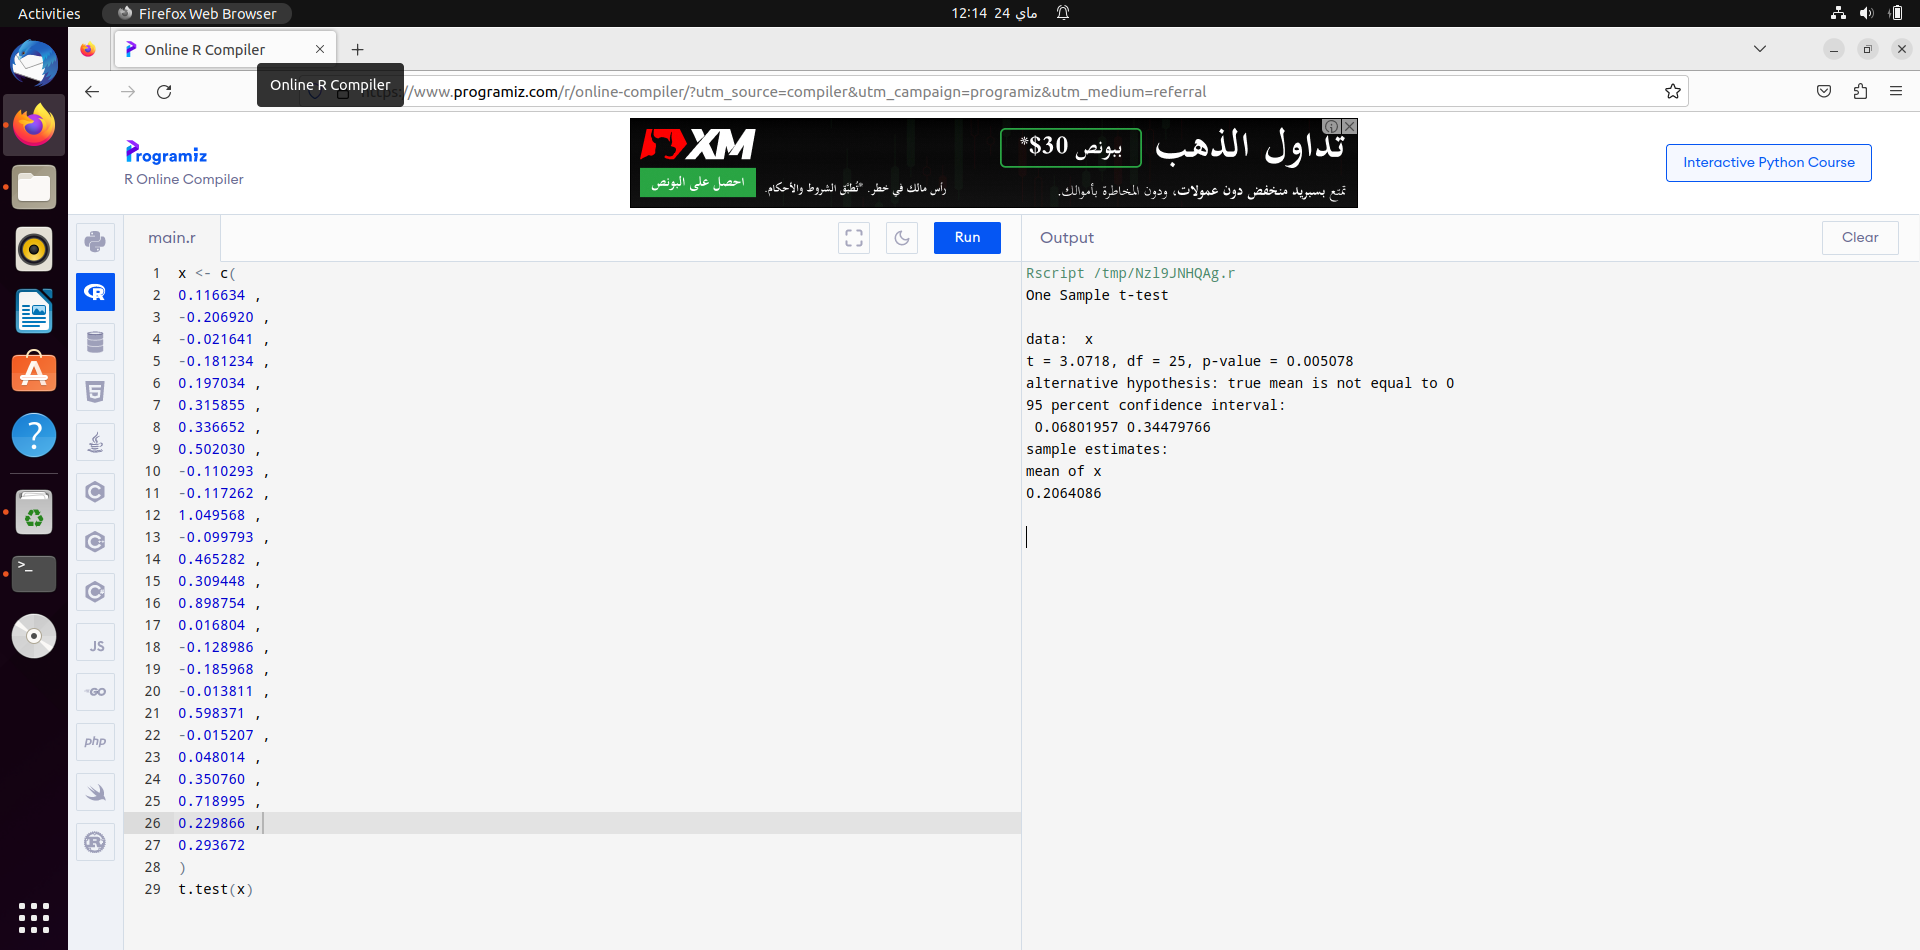 Activities
Firefox Web Browser
12:14 24 ماي
Online R Compiler
Online R Compiler
https://www.programiz.com/r/online-compiler/?utm_source=compiler&utm_campaign=programiz&utm_medium=referral
Programiz
R Online Compiler
XM
احصل على البونص
تداول الذهب
ببونص 30$*
تمتع بسبريد منخفض دون عمولات، ودون المخاطرة بأموالك.
رأس مالك في خطر. *تُطبَّق الشروط والأحكام.
Interactive Python Course
main.r
Run
Output
Clear
1 x <- c(
2 0.116634 ,
3 -0.206920 ,
4 -0.021641 ,
5 -0.181234 ,
6 0.197034 ,
7 0.315855 ,
8 0.336652 ,
9 0.502030 ,
10 -0.110293 ,
11 -0.117262 ,
12 1.049568 ,
13 -0.099793 ,
14 0.465282 ,
15 0.309448 ,
16 0.898754 ,
17 0.016804 ,
18 -0.128986 ,
19 -0.185968 ,
20 -0.013811 ,
21 0.598371 ,
22 -0.015207 ,
23 0.048014 ,
24 0.350760 ,
25 0.718995 ,
26 0.229866 ,
27 0.293672
28 )
29 t.test(x)
Rscript /tmp/Nzl9JNHQAg.r
One Sample t-test
data:  x
t = 3.0718, df = 25, p-value = 0.005078
alternative hypothesis: true mean is not equal to 0
95 percent confidence interval:
0.06801957 0.34479766
sample estimates:
mean of x
0.2064086
JS
GO
php